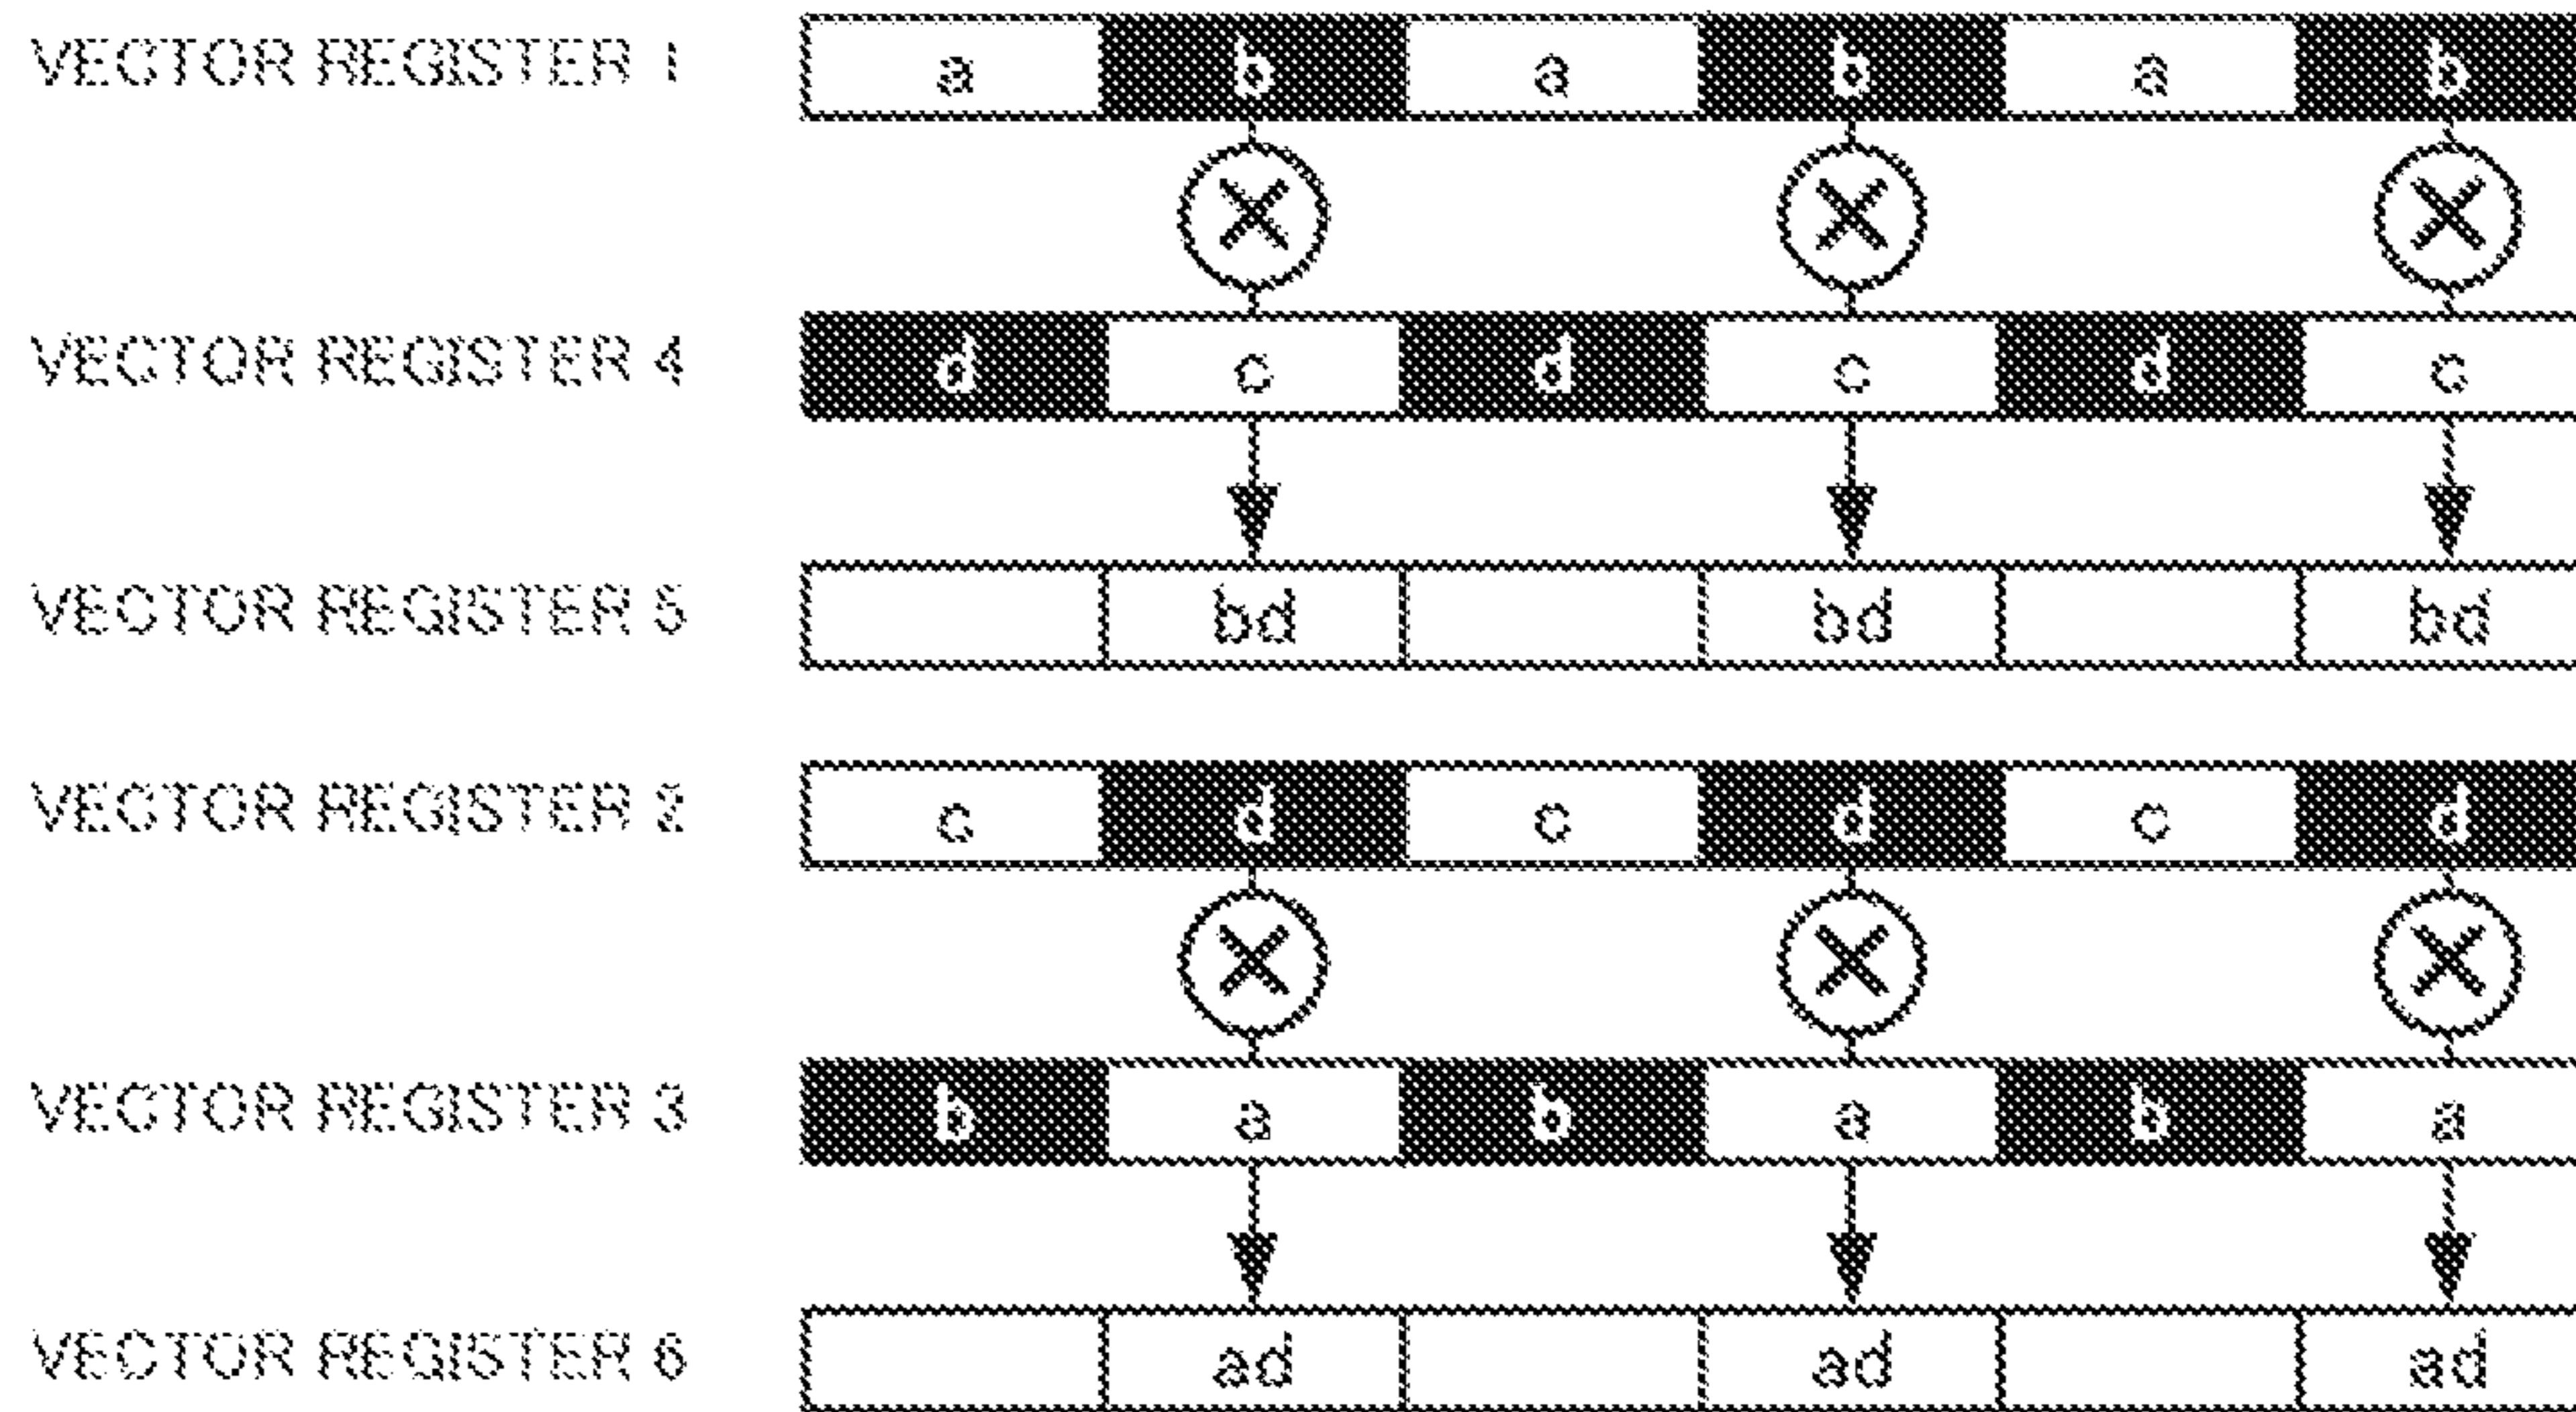 VECTOR REGISTER 1 a b a b a b
VECTOR REGISTER 4 d c d c d c
VECTOR REGISTER 5 bd bd bd
VECTOR REGISTER 2 c d c d c d
VECTOR REGISTER 3 b a b a b a
VECTOR REGISTER 6 ad ad ad